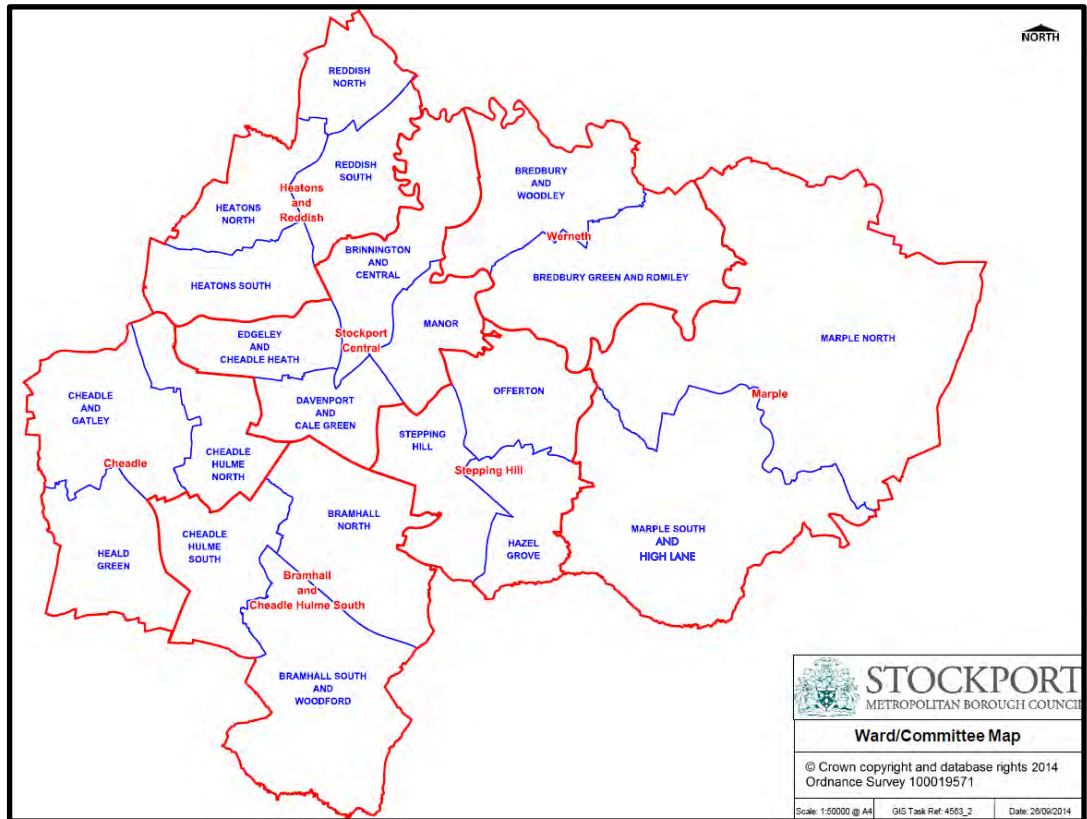 NORTH
REDDISH
NORTH
REDDISH
SOUTH
Heatons
and
Reddish
HEATONS
NORTH
HEATONS SOUTH
BREDBURY
AND
WOODLEY
Werneth
BREDBURY GREEN AND ROMILEY
BRINNINGTON
AND
CENTRAL
MANOR
Stockport
Central
EDGELEY
AND
CHEADLE HEATH
MARPLE NORTH
Marple
OFFERTON
DAVENPORT
AND
CALE GREEN
STEPPING
HILL
Stepping Hill
CHEADLE
AND
GATLEY
Cheadle
CHEADLE
HULME
NORTH
HEALD
GREEN
CHEADLE
HULME
SOUTH
BRAMHALL
NORTH
HAZEL
GROVE
MARPLE SOUTH
AND
HIGH LANE
Bramhall
and
Cheadle Hulme South
BRAMHALL SOUTH
AND
WOODFORD
STOCKPORT
METROPOLITAN BOROUGH COUNCIL
Ward/Committee Map
© Crown copyright and database rights 2014
Ordnance Survey 100019571
Scale: 1:50000 @ A4 GIS Task Ref: 4563_2 Date: 26/09/2014